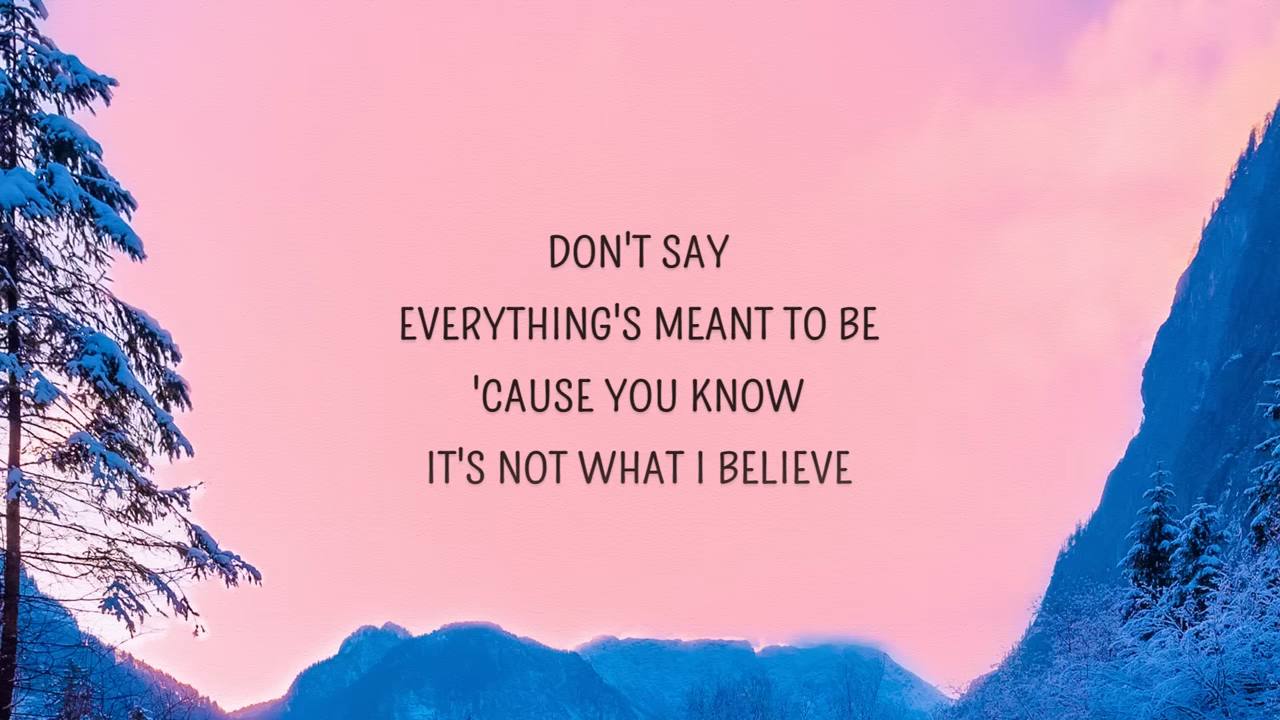 DON'T SAY
EVERYTHING'S MEANT TO BE
'CAUSE YOU KNOW
IT'S NOT WHAT I BELIEVE